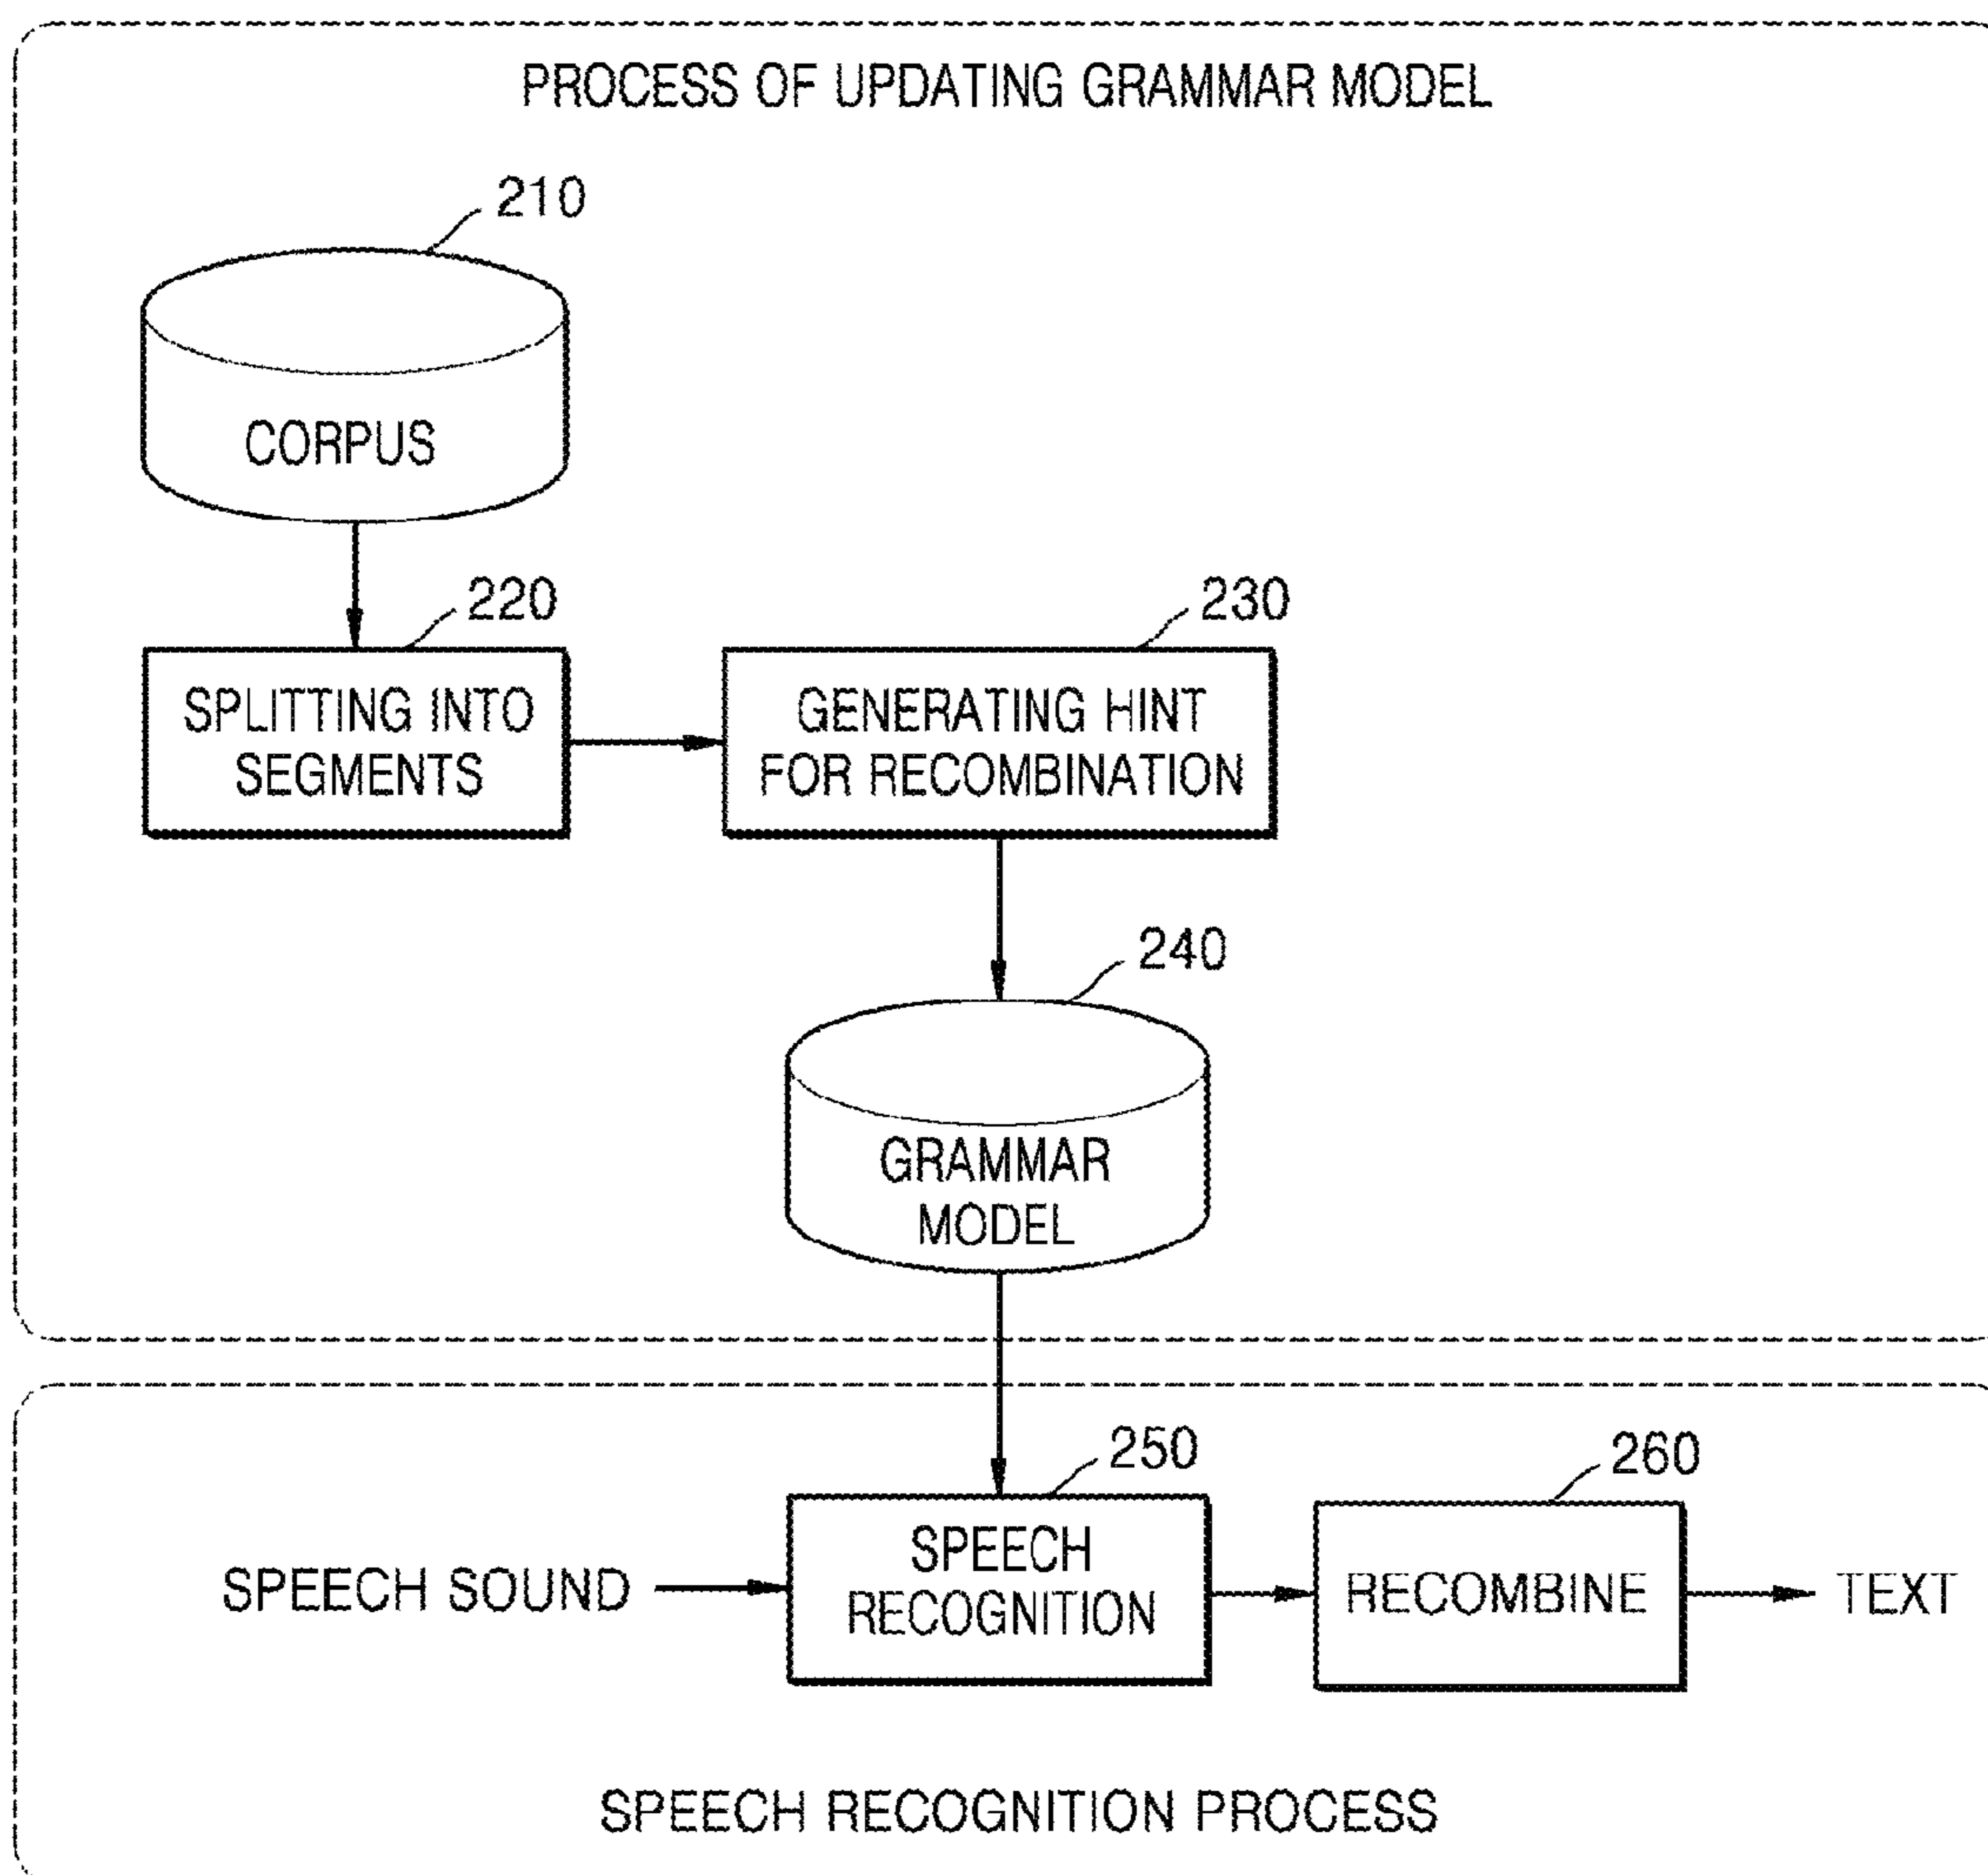 PROCESS OF UPDATING GRAMMAR MODEL
210
CORPUS
220
SPLITTING INTO
SEGMENTS
230
GENERATING HINT
FOR RECOMBINATION
240
GRAMMAR
MODEL
250
SPEECH SOUND
SPEECH
RECOGNITION
260
RECOMBINE
TEXT
SPEECH RECOGNITION PROCESS